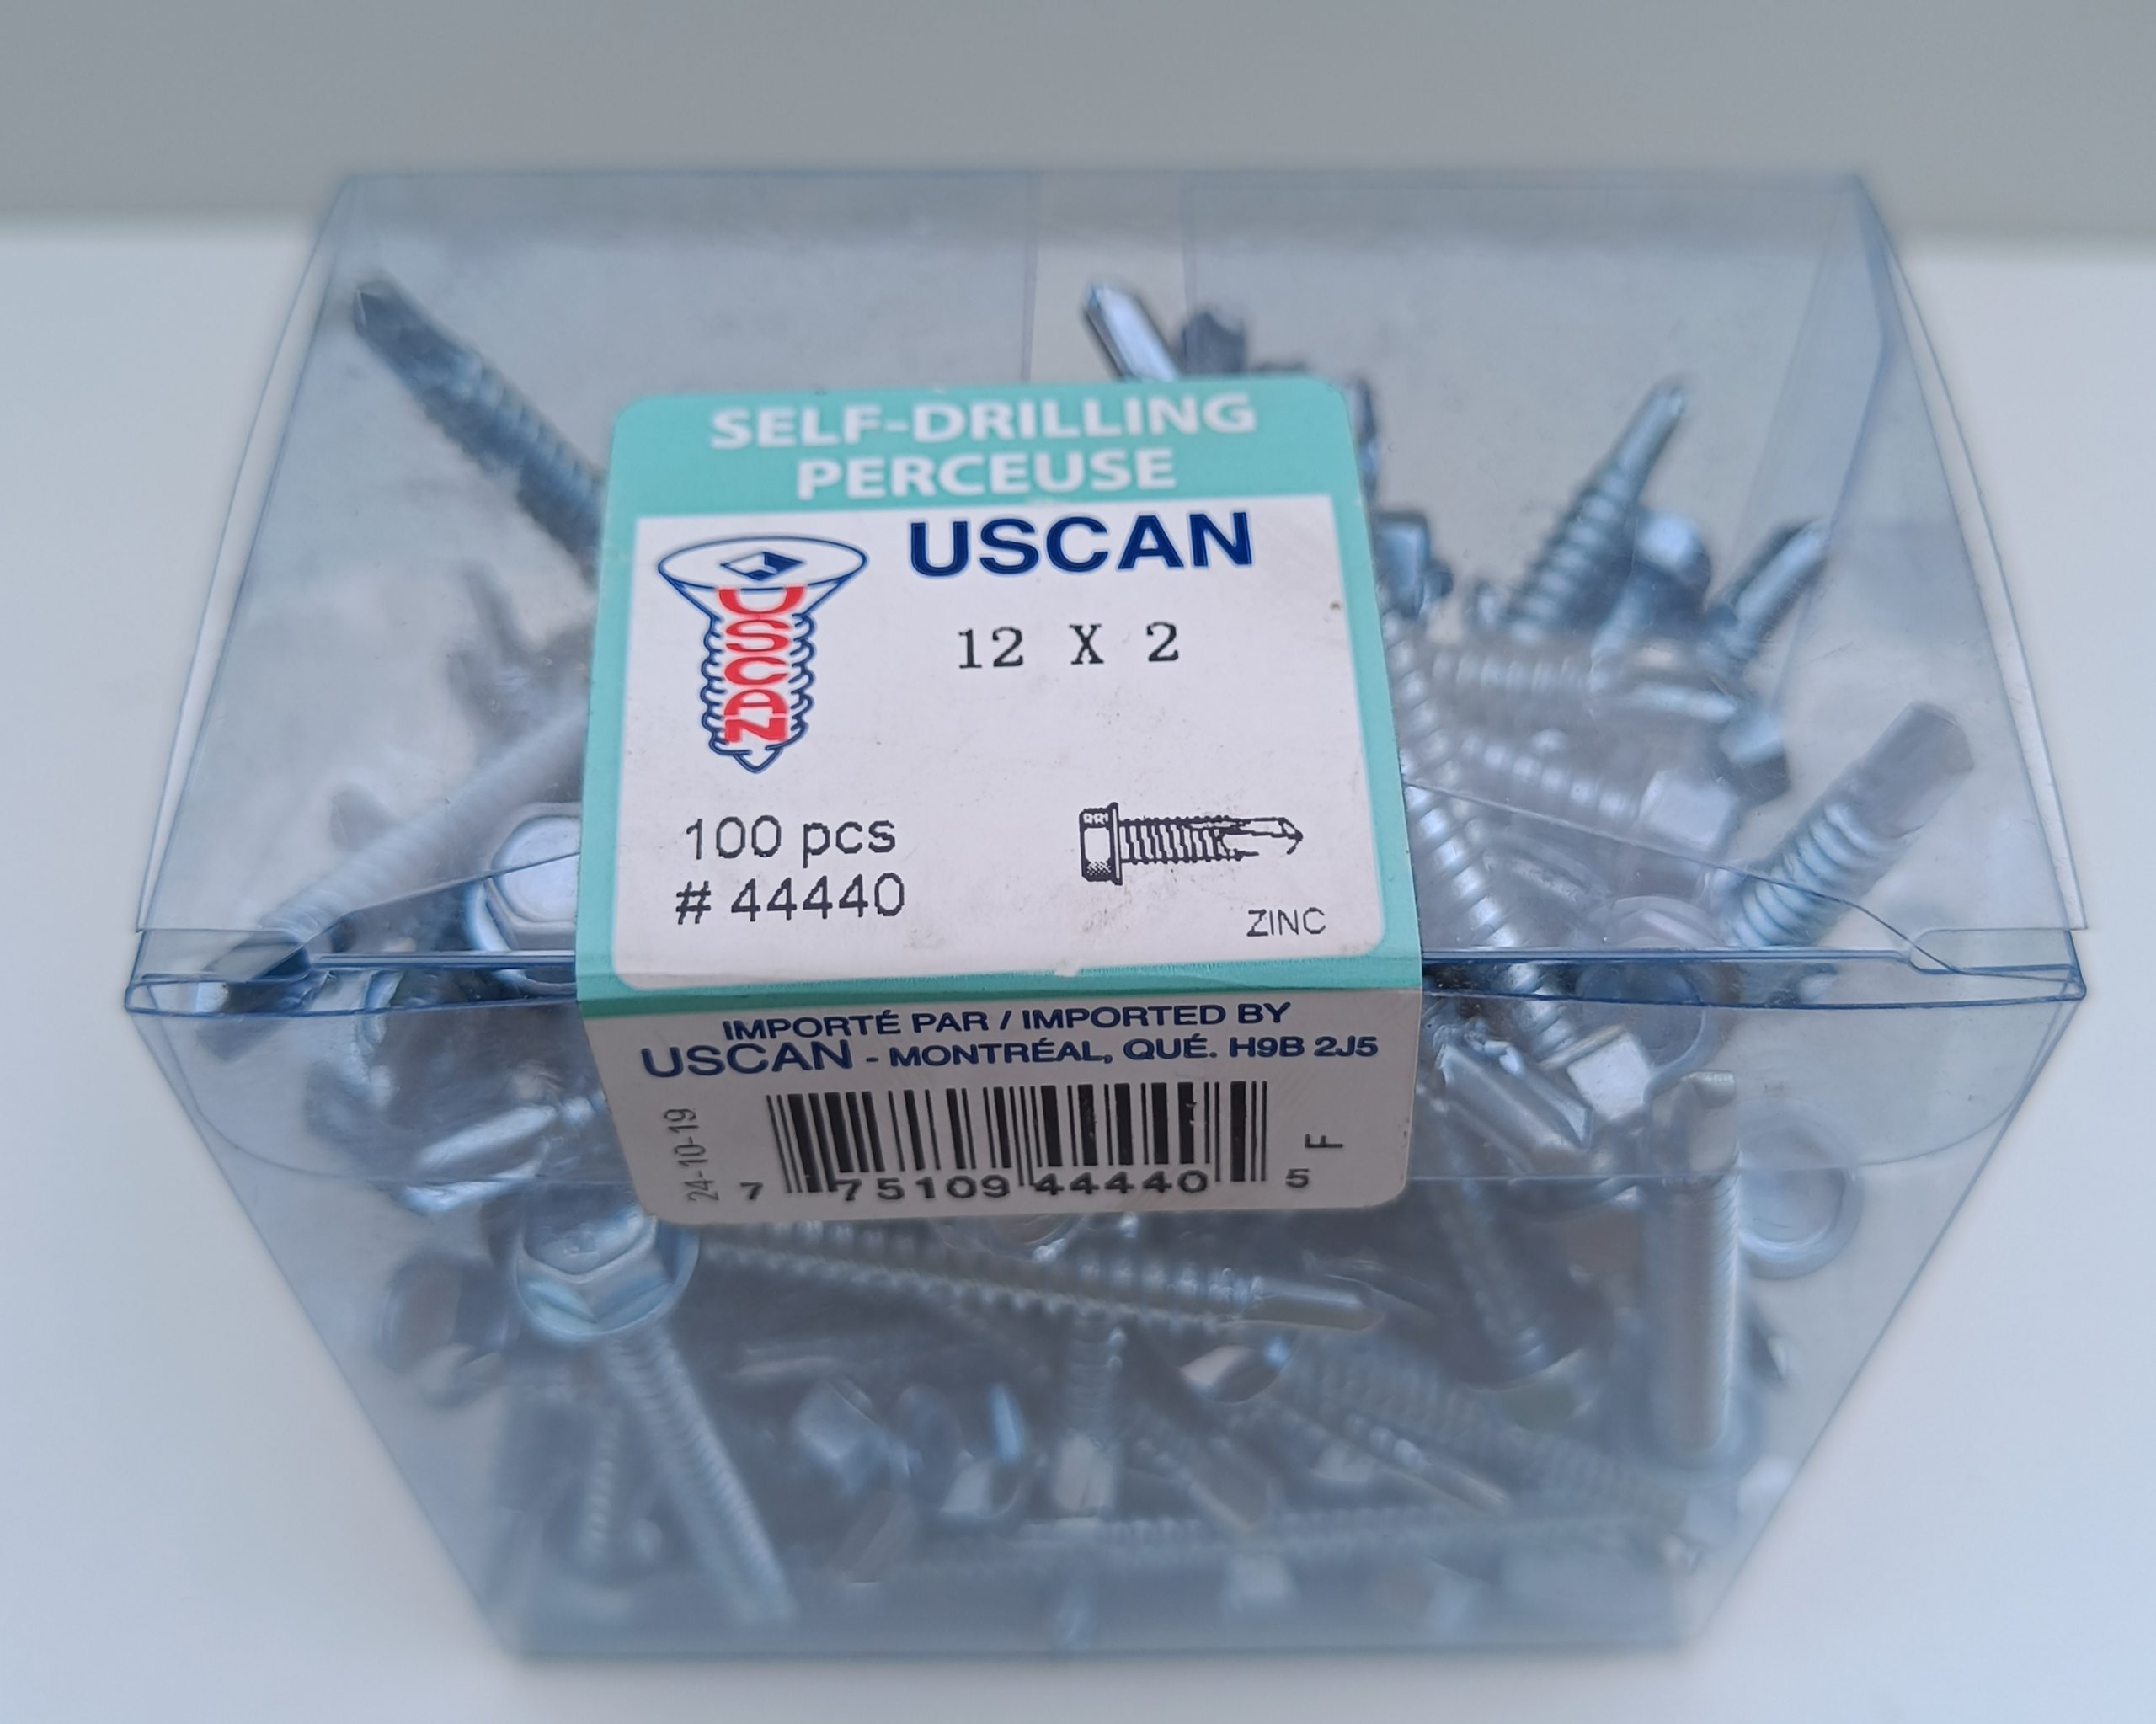 SELF-DRILLING
PERCEUSE
USCAN
USCAN
12 X 2
100 pcs
# 44440
ZINC
IMPORTÉ PAR / IMPORTED BY
USCAN - MONTRÉAL, QUÉ. H9B 2J5
24-10-19
7 75109 44440 5
F